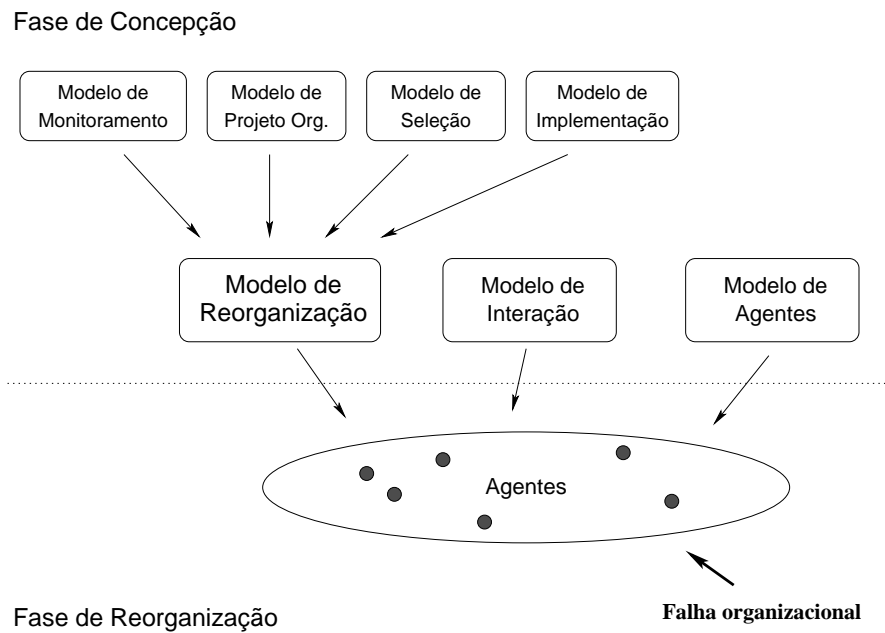 Fase de Concepção
Modelo de
Monitoramento
Modelo de
Projeto Org.
Modelo de
Seleção
Modelo de
Implementação
Modelo de
Reorganização
Modelo de
Interação
Modelo de
Agentes
Agentes
Falha organizacional
Fase de Reorganização